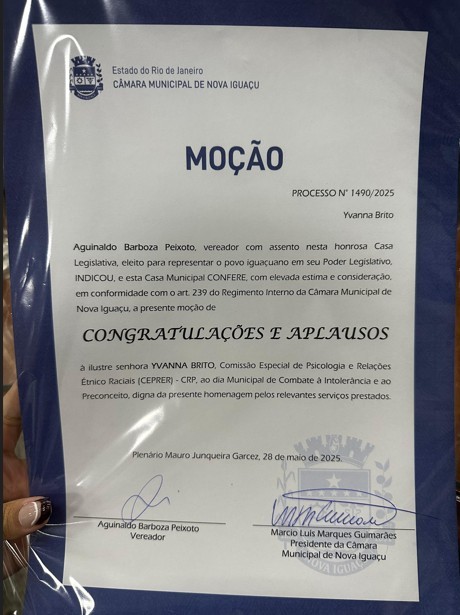 Estado do Rio de Janeiro
CÂMARA MUNICIPAL DE NOVA IGUAÇU
MOÇÃO
PROCESSO N° 1490/2025
Yvanna Brito
Aguinaldo Barboza Peixoto, vereador com assento nesta honrosa Casa
Legislativa, eleito para representar o povo iguaçuano em seu Poder Legislativo,
INDICOU, e esta Casa Municipal CONFERE, com elevada estima e consideração,
em conformidade com o art. 239 do Regimento Interno da Câmara Municipal de
Nova Iguaçu, a presente moção de
CONGRATULAÇÕES E APLAUSOS
à ilustre senhora YVANNA BRITO, Comissão Especial de Psicologia e Relações
Étnico Raciais (CEPRER) - CRP, ao dia Municipal de Combate à Intolerância e ao
Preconceito, digna da presente homenagem pelos relevantes serviços prestados.
Plenário Mauro Junqueira Garcez, 28 de maio de 2025.
Aguinaldo Barboza Peixoto
Vereador
Marcio Luis Marques Guimarães
Presidente da Câmara
Municipal de Nova Iguaçu
NOVA IGUAÇU